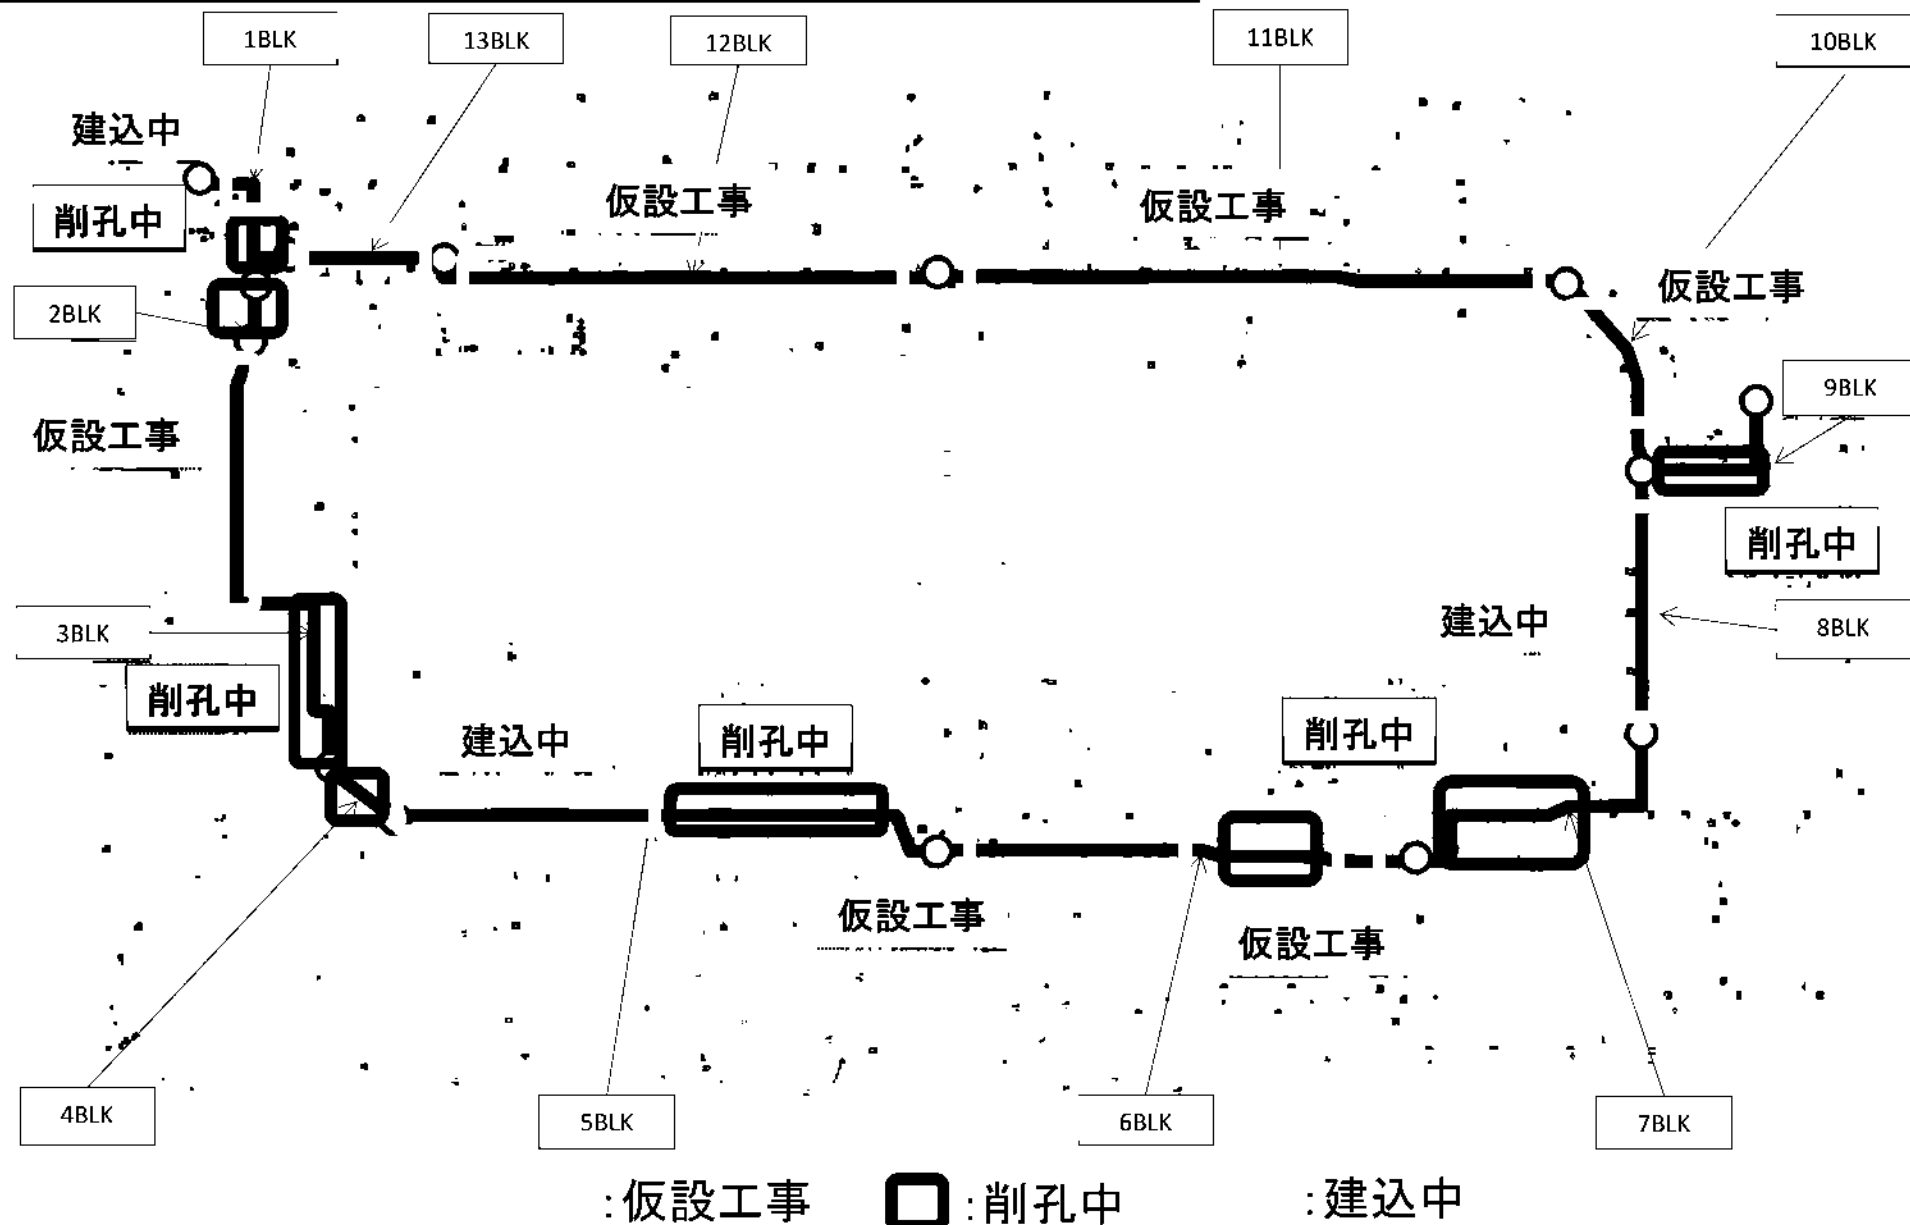 1BLK
13BLK
12BLK
11BLK
10BLK
建込中
削孔中
仮設工事
仮設工事
仮設工事
2BLK
9BLK
仮設工事
削孔中
3BLK
建込中
8BLK
削孔中
建込中
削孔中
削孔中
仮設工事
仮設工事
4BLK
5BLK
6BLK
7BLK
:仮設工事
:削孔中
:建込中